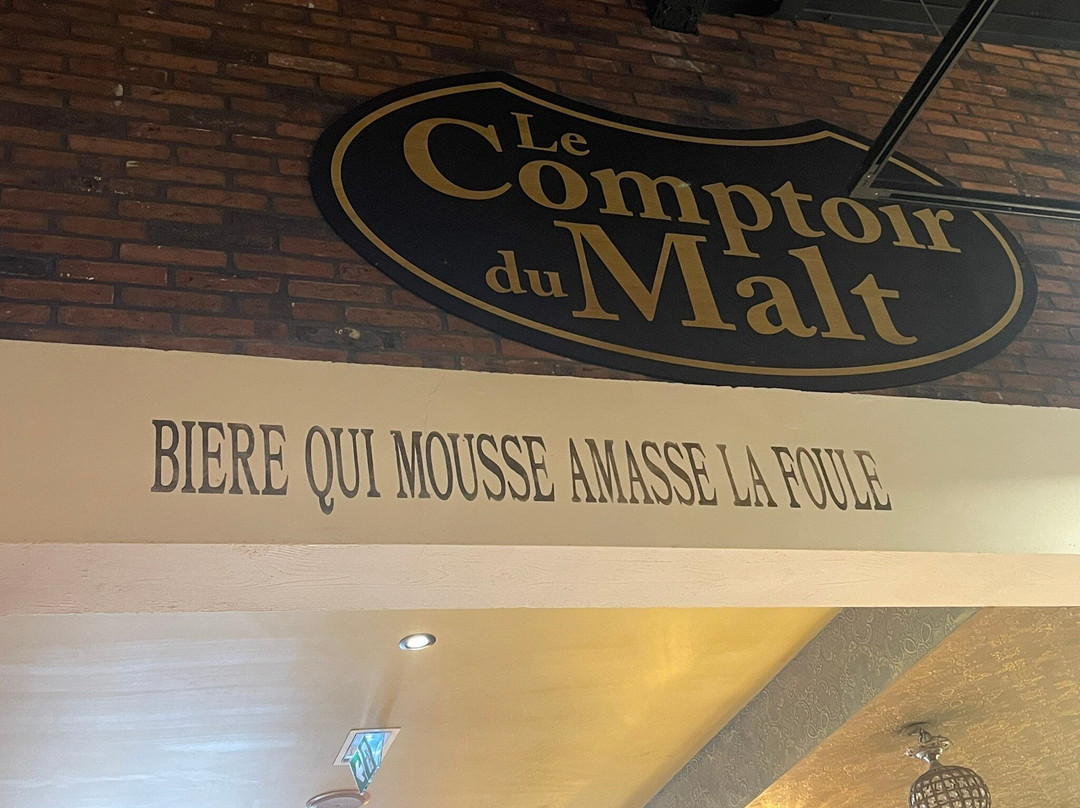 Le
Comptoir
du Malt
BIERE QUI MOUSSE AMASSE LA FOULE